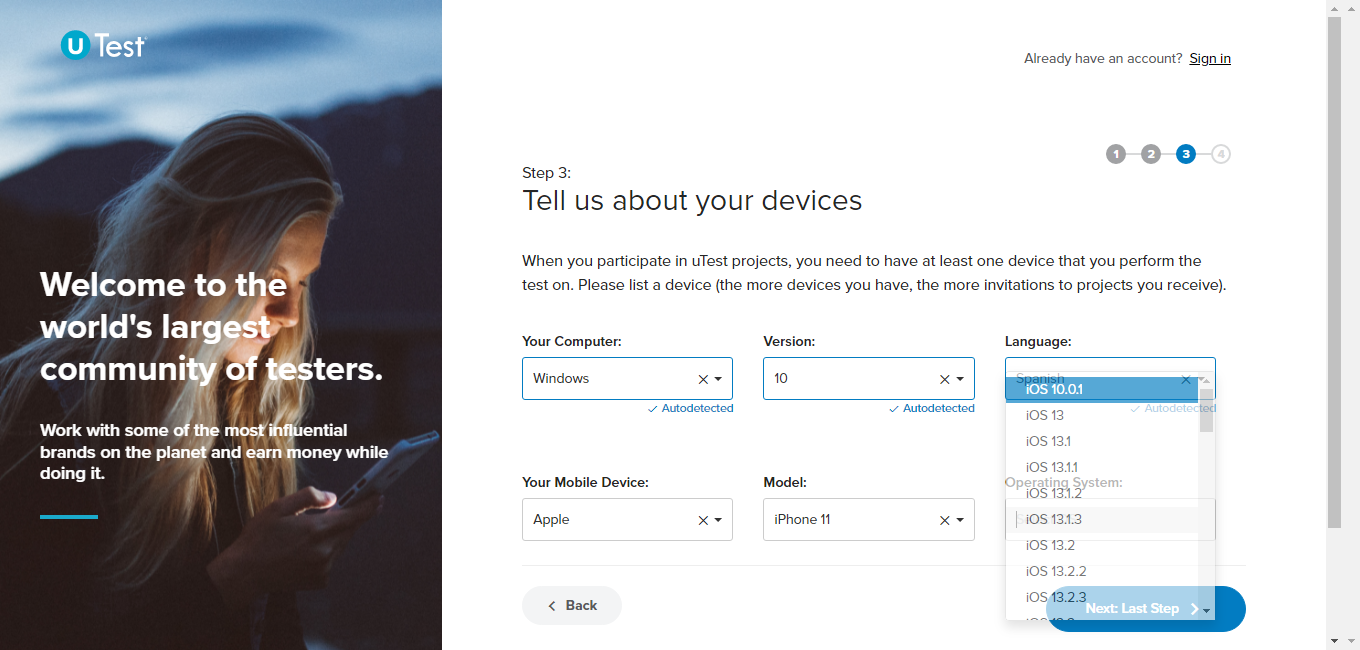 U Test
Already have an account? Sign in
1 2 3 4
Step 3:
Tell us about your devices
When you participate in uTest projects, you need to have at least one device that you perform the
test on. Please list a device (the more devices you have, the more invitations to projects you receive).
Welcome to the
world's largest
community of testers.
Work with some of the most influential
brands on the planet and earn money while
doing it.
Your Computer: Version: Language:
Windows 10 Spanish
Autodetected Autodetected Autodetected
Your Mobile Device: Model: Operating System:
Apple iPhone 11
iOS 10.0.1
iOS 13
iOS 13.1
iOS 13.1.1
iOS 13.1.2
iOS 13.1.3
iOS 13.2
iOS 13.2.2
iOS 13.2.3
Back Next: Last Step